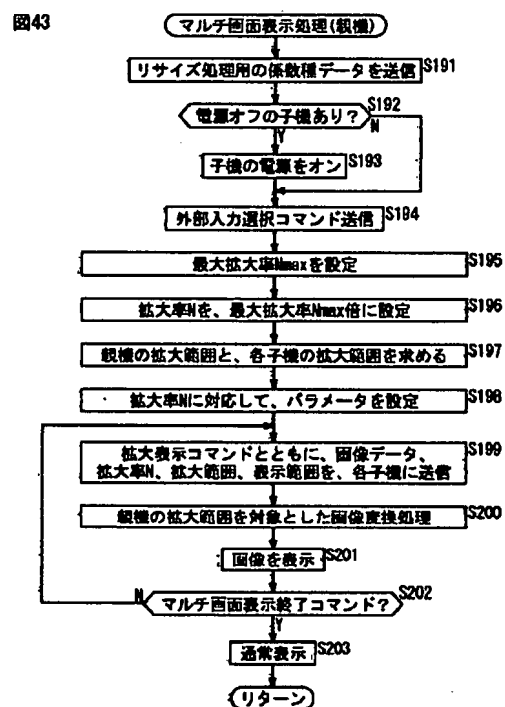 図43
マルチ画面表示処理(親機)
リサイズ処理用の係数種データを送信
S191
電源オフの子機あり?
S192
N
Y
子機の電源をオン
S193
外部入力選択コマンド送信
S194
最大拡大率Nmaxを設定
S195
拡大率Nを、最大拡大率Nmax倍に設定
S196
親機の拡大範囲と、各子機の拡大範囲を求める
S197
拡大率Nに対応して、パラメータを設定
S198
拡大表示コマンドとともに、画像データ、
拡大率N、拡大範囲、表示範囲を、各子機に送信
S199
親機の拡大範囲を対象とした画像変換処理
S200
画像を表示
S201
マルチ画面表示終了コマンド?
S202
N
Y
通常表示
S203
リターン